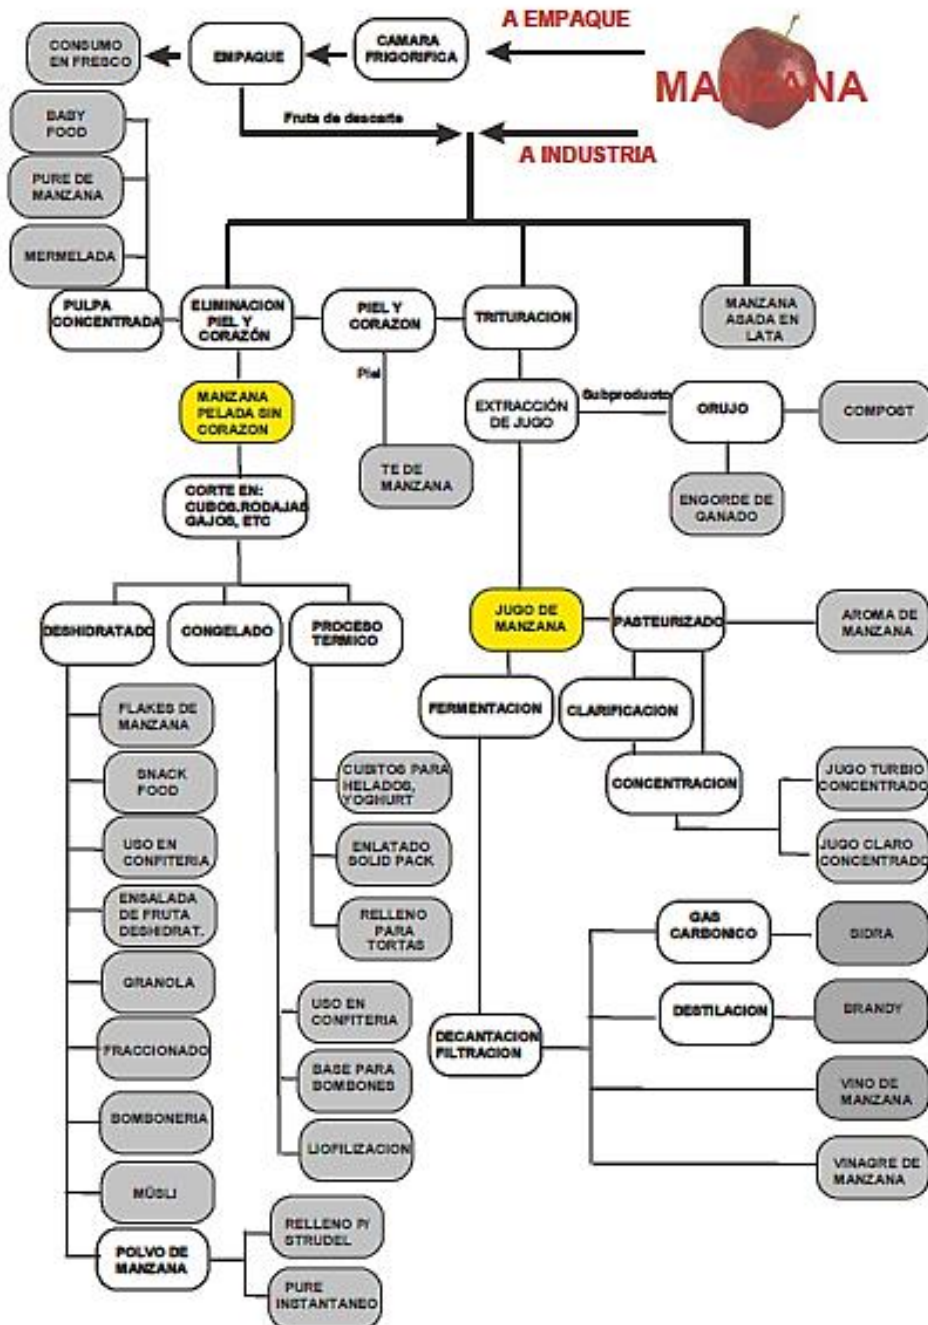 A EMPAQUE
CONSUMO
EN FRESCO
EMPAQUE
CAMARA
FRIGORIFICA
MANZANA
BABY
FOOD
Fruta de descarte
A INDUSTRIA
PURE DE
MANZANA
MERMELADA
PULPA
CONCENTRADA
ELIMINACION
PIEL Y
CORAZÓN
PIEL Y
CORAZON
TRITURACION
MANZANA
ASADA EN
LATA
Piel
MANZANA
PELADA SIN
CORAZON
EXTRACCIÓN
DE JUGO
Subproducto
ORUJO
COMPOST
TE DE
MANZANA
ENGORDE DE
GANADO
CORTE EN:
CUBOS.RODAJAS
GAJOS, ETC
DESHIDRATADO
CONGELADO
PROCESO
TERMICO
JUGO DE
MANZANA
PASTEURIZADO
AROMA DE
MANZANA
FERMENTACION
CLARIFICACION
CONCENTRACION
JUGO TURBIO
CONCENTRADO
JUGO CLARO
CONCENTRADO
FLAKES DE
MANZANA
SNACK
FOOD
USO EN
CONFITERIA
ENSALADA
DE FRUTA
DESHIDRAT.
GRANOLA
FRACCIONADO
BOMBONERIA
MÜSLI
POLVO DE
MANZANA
RELLENO P/
STRUDEL
PURE
INSTANTANEO
CUBITOS PARA
HELADOS,
YOGHURT
ENLATADO
SOLID PACK
RELLENO
PARA
TORTAS
USO EN
CONFITERIA
BASE PARA
BOMBONES
LIOFILIZACION
DECANTACION
FILTRACION
GAS
CARBONICO
SIDRA
DESTILACION
BRANDY
VINO DE
MANZANA
VINAGRE DE
MANZANA